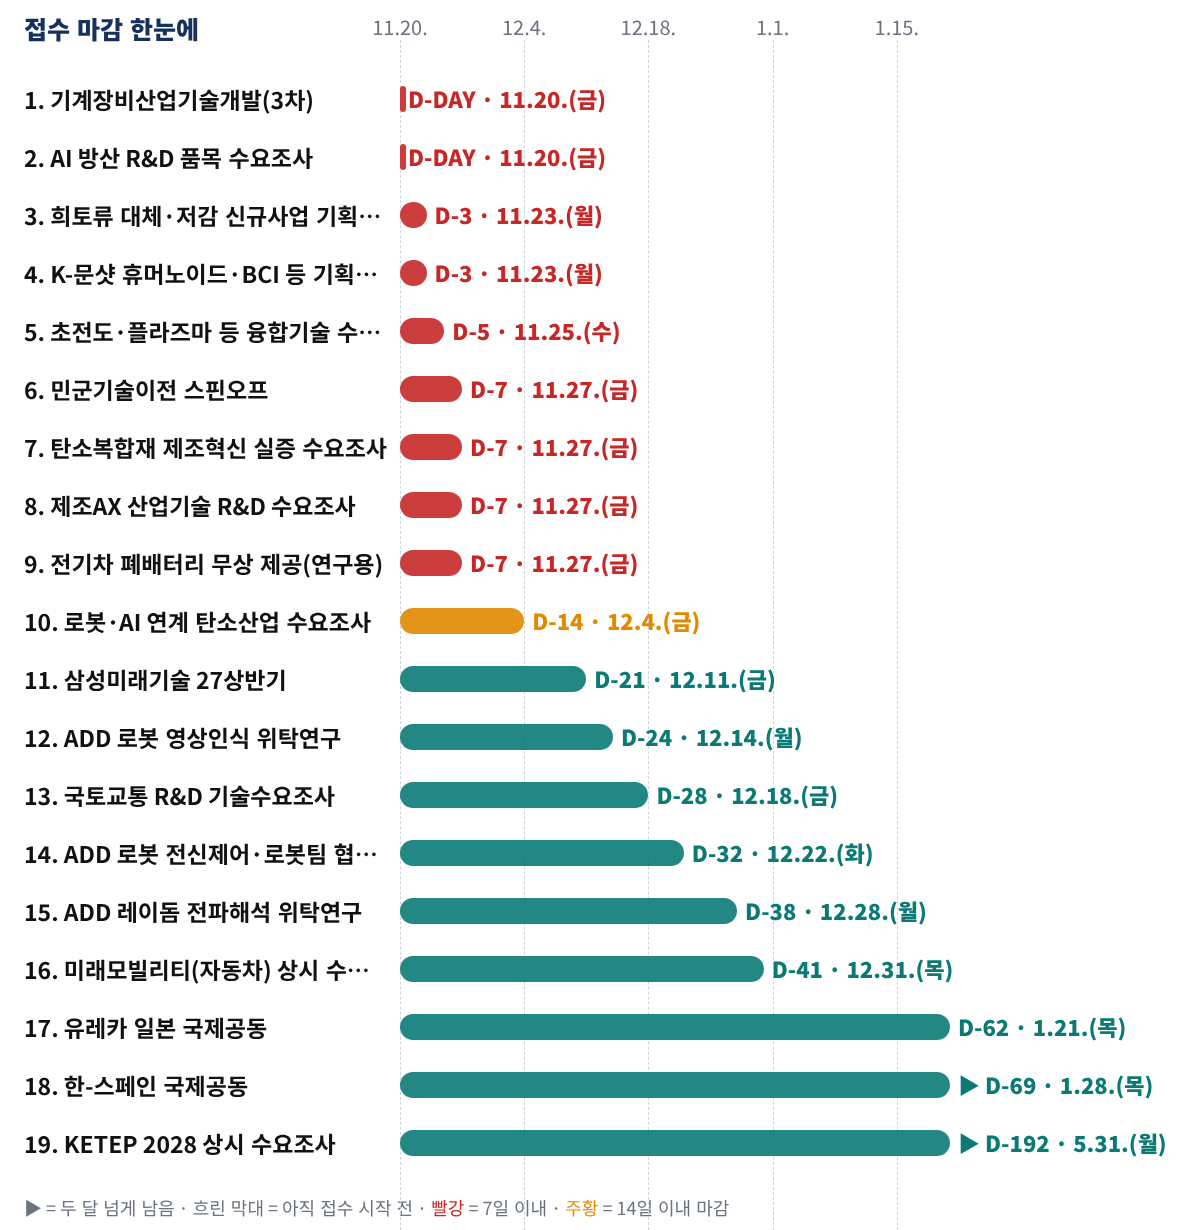 접수 마감 한눈에 11.20. 12.4. 12.18. 1.1. 1.15.
1. 기계장비산업기술개발(3차) D-DAY · 11.20.(금)
2. AI 방산 R&D 품목 수요조사 D-DAY · 11.20.(금)
3. 희토류 대체·저감 신규사업 기획… D-3 · 11.23.(월)
4. K-문샷 휴머노이드·BCI 등 기획… D-3 · 11.23.(월)
5. 초전도·플라즈마 등 융합기술 수… D-5 · 11.25.(수)
6. 민군기술이전 스핀오프 D-7 · 11.27.(금)
7. 탄소복합재 제조혁신 실증 수요조사 D-7 · 11.27.(금)
8. 제조AX 산업기술 R&D 수요조사 D-7 · 11.27.(금)
9. 전기차 폐배터리 무상 제공(연구용) D-7 · 11.27.(금)
10. 로봇·AI 연계 탄소산업 수요조사 D-14 · 12.4.(금)
11. 삼성미래기술 27상반기 D-21 · 12.11.(금)
12. ADD 로봇 영상인식 위탁연구 D-24 · 12.14.(월)
13. 국토교통 R&D 기술수요조사 D-28 · 12.18.(금)
14. ADD 로봇 전신제어·로봇팀 협… D-32 · 12.22.(화)
15. ADD 레이돔 전파해석 위탁연구 D-38 · 12.28.(월)
16. 미래모빌리티(자동차) 상시 수… D-41 · 12.31.(목)
17. 유레카 일본 국제공동 D-62 · 1.21.(목)
18. 한-스페인 국제공동 ▶ D-69 · 1.28.(목)
19. KETEP 2028 상시 수요조사 ▶ D-192 · 5.31.(월)
▶ = 두 달 넘게 남음 · 흐린 막대 = 아직 접수 시작 전 · 빨강 = 7일 이내 · 주황 = 14일 이내 마감